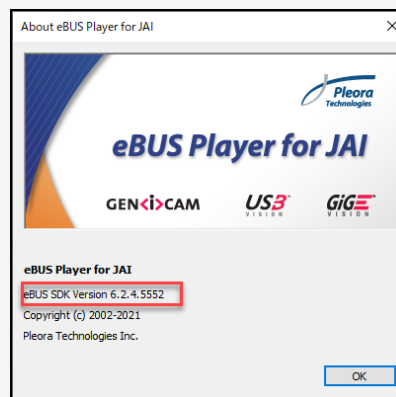 About eBUS Player for JAI
Pleora
Technologies
eBUS Player for JAI
GEN<i>CAM
USB3
VISION
GiGE
VISION
eBUS Player for JAI
eBUS SDK Version 6.2.4.5552
Copyright (c) 2002-2021
Pleora Technologies Inc.
OK